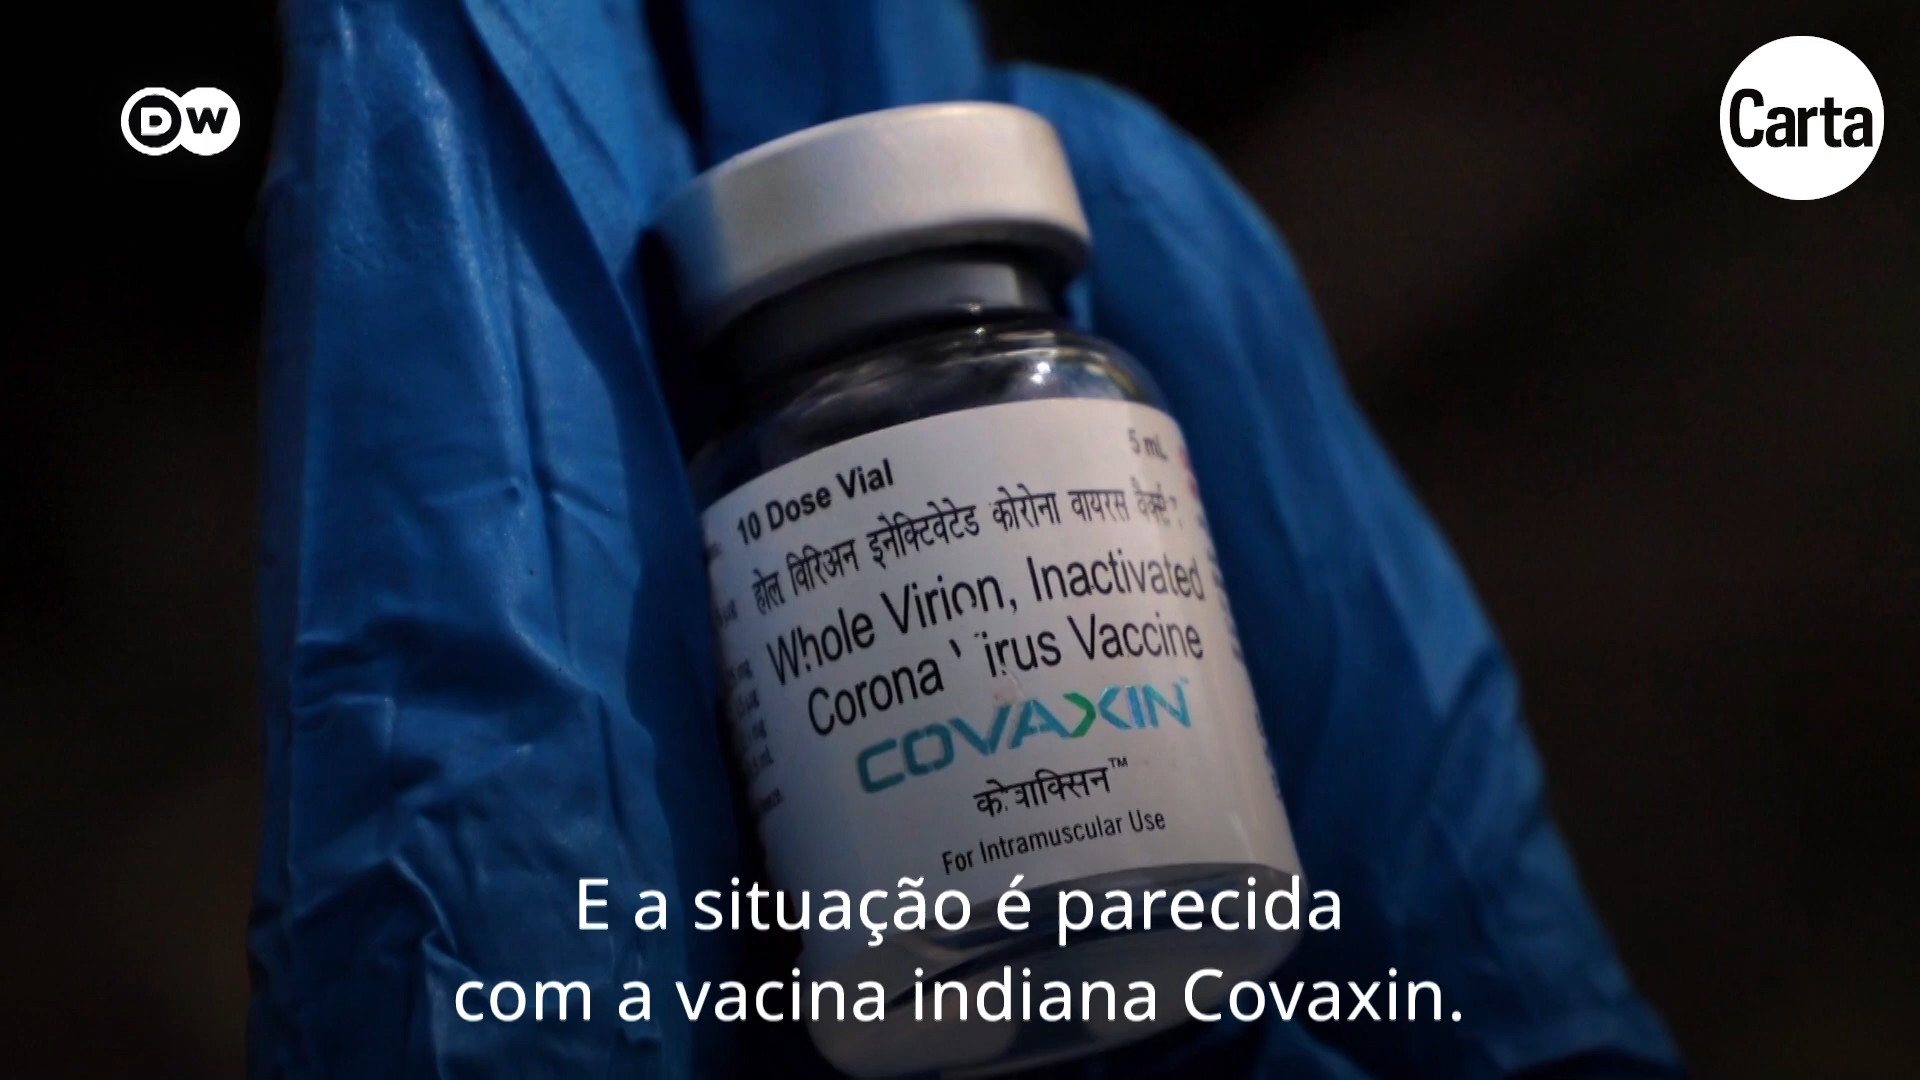 DW
Carta
10 Dose Vial
5 mL
होल विरिअन इनेक्टिवेटेड कोरोना वायरस
Whole Virion, Inactivated
Corona Virus Vaccine
COVAXIN
कोवाक्सिन™
For Intramuscular Use
E a situação é parecida
com a vacina indiana Covaxin.